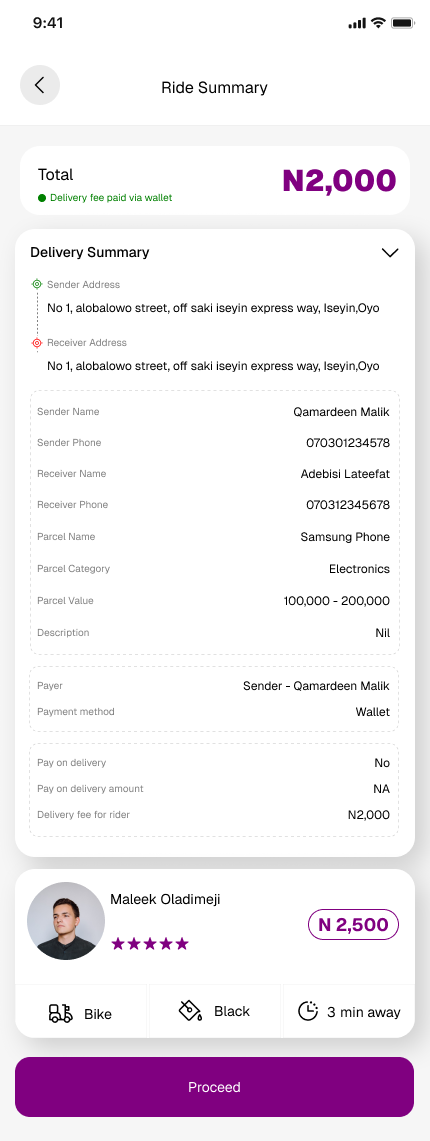 9:41
Ride Summary
Total
N2,000
Delivery fee paid via wallet
Delivery Summary
Sender Address
No 1, alobalowo street, off saki iseyin express way, Iseyin,Oyo
Receiver Address
No 1, alobalowo street, off saki iseyin express way, Iseyin,Oyo
Sender Name Qamardeen Malik
Sender Phone 070301234578
Receiver Name Adebisi Lateefat
Receiver Phone 070312345678
Parcel Name Samsung Phone
Parcel Category Electronics
Parcel Value 100,000 - 200,000
Description Nil
Payer Sender - Qamardeen Malik
Payment method Wallet
Pay on delivery No
Pay on delivery amount NA
Delivery fee for rider N2,000
Maleek Oladimeji
N 2,500
Bike Black 3 min away
Proceed